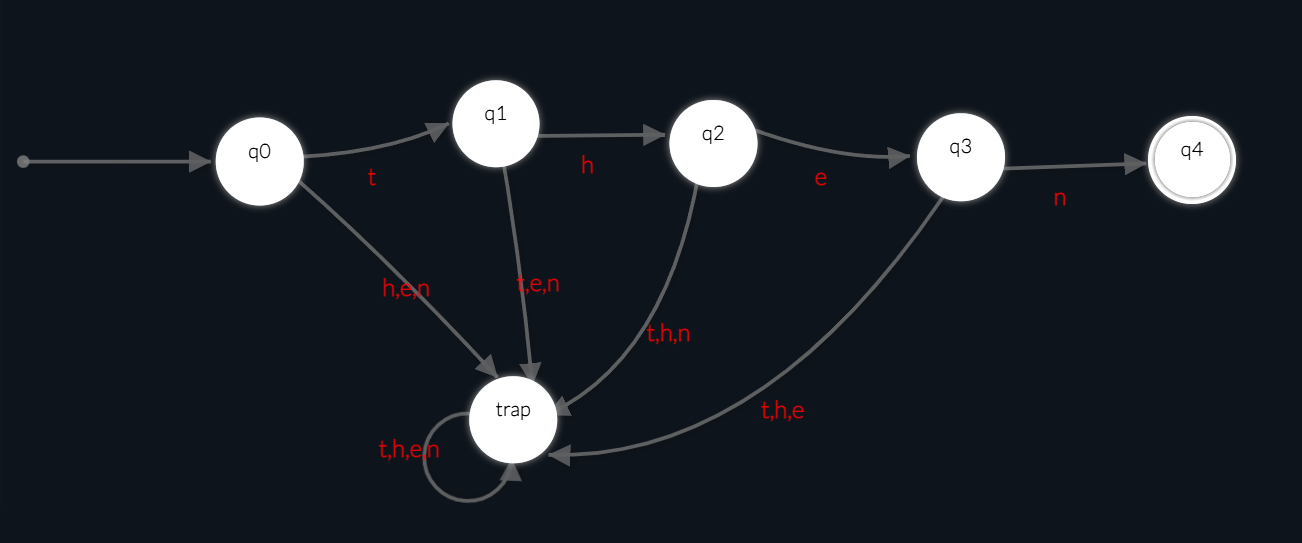 q0
q1
q2
q3
q4
t
h
e
n
h,e,n
t,e,n
t,h,n
t,h,e
trap
t,h,e,n